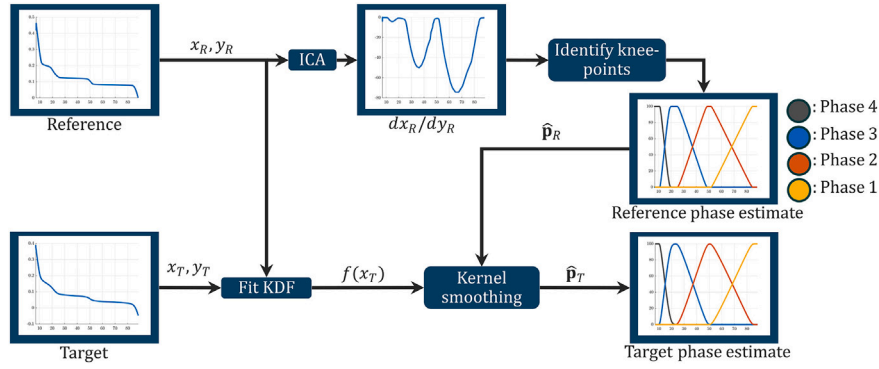 x_R, y_R
ICA
Identify knee-
points
Reference
dx_R/dy_R
: Phase 4
: Phase 3
: Phase 2
: Phase 1
p̂_R
Reference phase estimate
x_T, y_T
Fit KDF
f(x_T)
Kernel
smoothing
p̂_T
Target
Target phase estimate